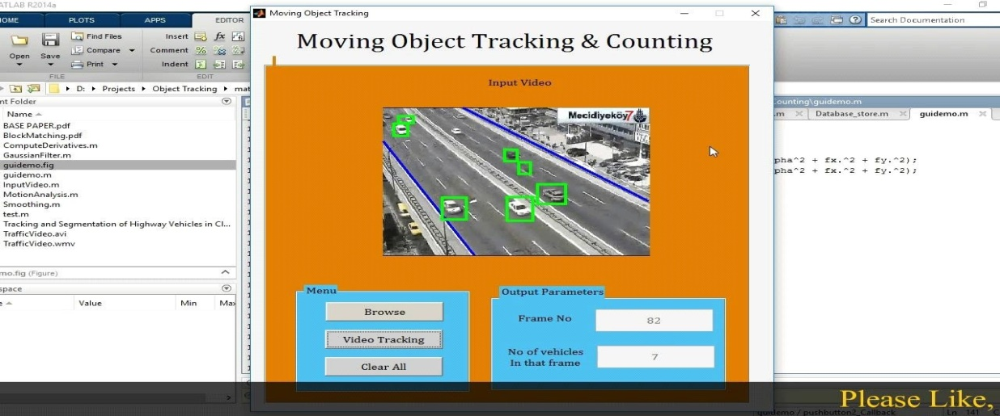 ATLAB R2014a
HOME PLOTS APPS EDITOR
Open Save Find Files Compare Print
Insert fx
Comment
Indent
FILE EDIT
Search Documentation
D: Projects Object Tracking
nt Folder
Name
BASE PAPER.pdf
BlockMatching.pdf
ComputeDerivatives.m
GaussianFilter.m
guidemo.fig
guidemo.m
InputVideo.m
MotionAnalysis.m
Smoothing.m
test.m
Tracking and Segmentation of Highway Vehicles in Cl...
TrafficVideo.avi
TrafficVideo.wmv
mo.fig (Figure)
space
Value Min Max
Moving Object Tracking
Moving Object Tracking & Counting
Input Video
Mecidiyeköy 7
Menu
Browse
Video Tracking
Clear All
Output Parameters
Frame No 82
No of vehicles
In that frame 7
Counting\guidemo.m
.m Database_store.m guidemo.m
pha^2 + fx.^2 + fy.^2);
pha^2 + fx.^2 + fy.^2);
Please Like,
guidemo / pushbutton2_Callback Ln 141